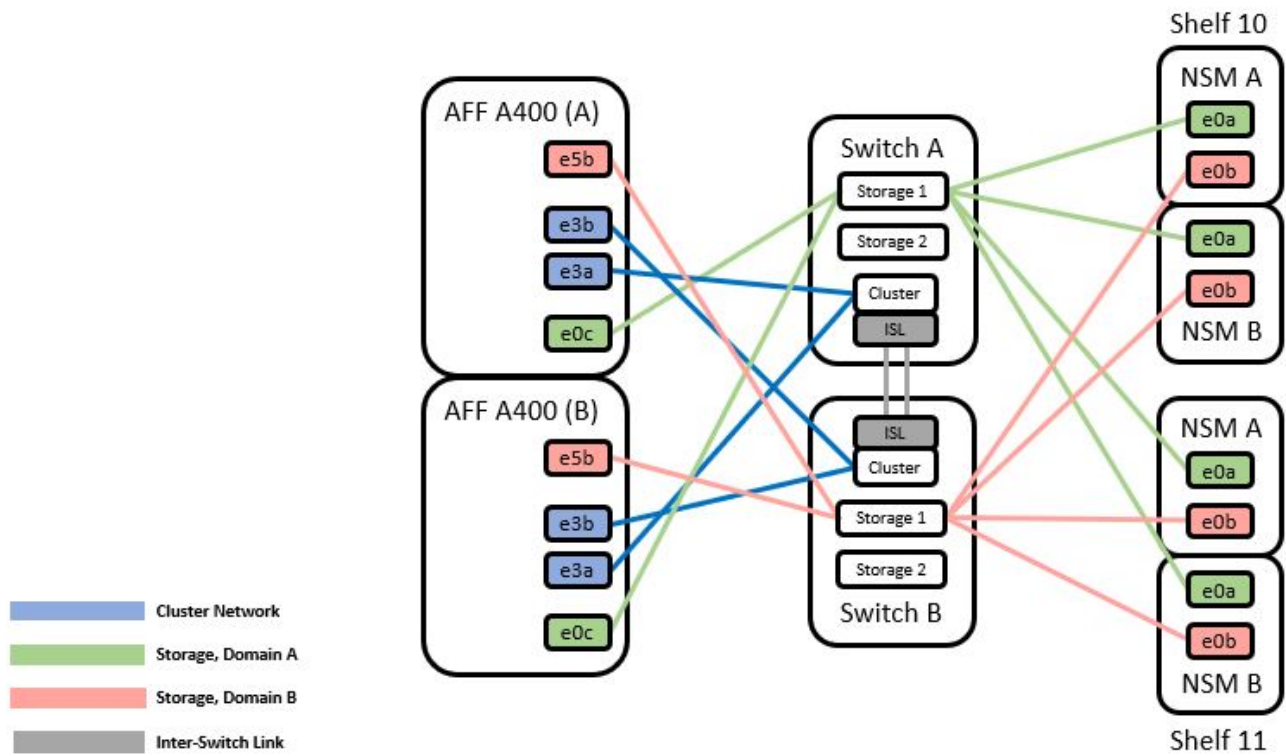 AFF A400 (A)
e5b
e3b
e3a
e0c
AFF A400 (B)
e5b
e3b
e3a
e0c
Switch A
Storage 1
Storage 2
Cluster
ISL
ISL
Cluster
Storage 1
Storage 2
Switch B
Shelf 10
NSM A
e0a
e0b
e0a
e0b
NSM B
NSM A
e0a
e0b
e0a
e0b
NSM B
Shelf 11
Cluster Network
Storage, Domain A
Storage, Domain B
Inter-Switch Link